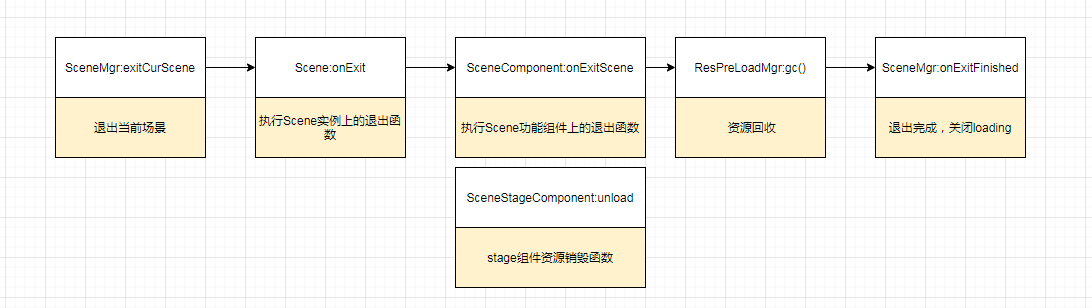 SceneMgr:exitCurScene
退出当前场景
Scene:onExit
执行Scene实例上的退出函
数
SceneComponent:onExitScene
执行Scene功能组件上的退出函数
ResPreLoadMgr:gc()
资源回收
SceneMgr:onExitFinished
退出完成，关闭loading
SceneStageComponent:unload
stage组件资源销毁函数